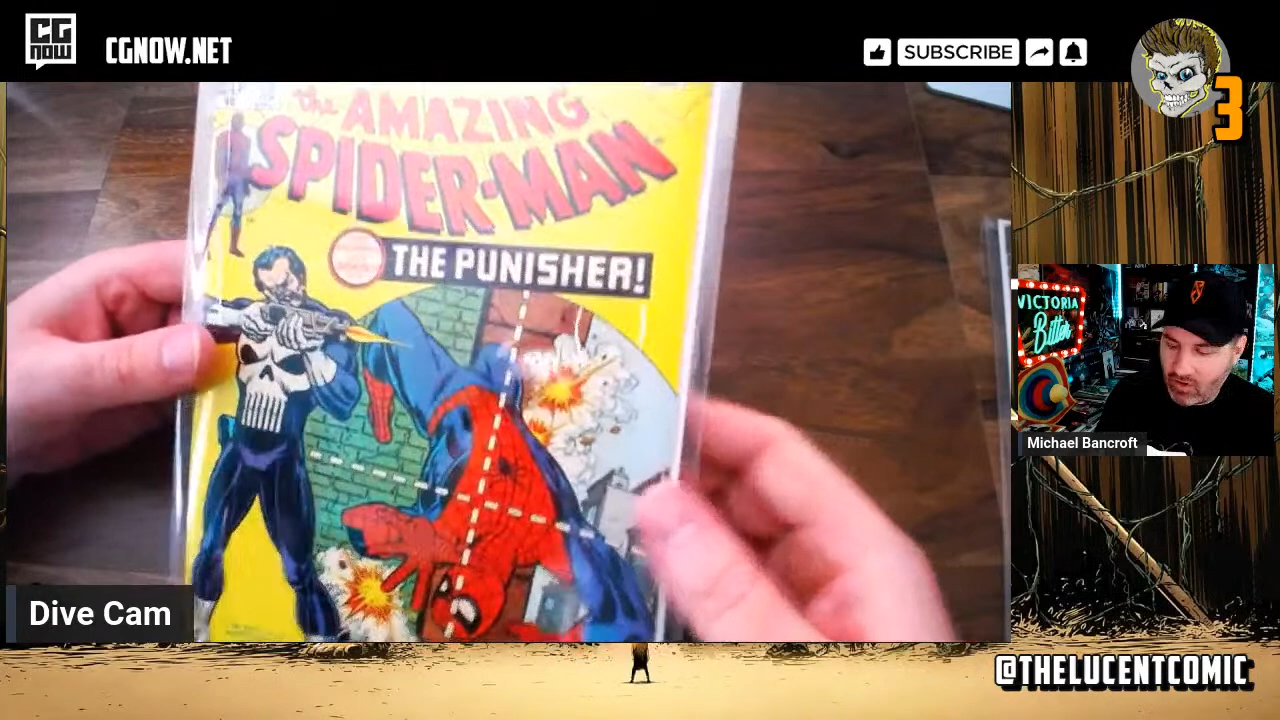 CG
NOW
CGNOW.NET
SUBSCRIBE
3
the AMAZING
SPIDER-MAN
THE PUNISHER!
VICTORIA
Bitter
Michael Bancroft
Dive Cam
@THELUCENTCOMIC